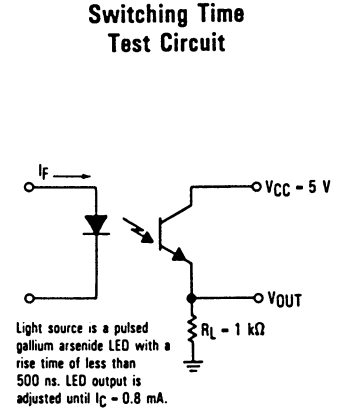 Switching Time
Test Circuit
IF
VCC - 5 V
VOUT
RL - 1 kΩ
Light source is a pulsed
gallium arsenide LED with a
rise time of less than
500 ns. LED output is
adjusted until IC - 0.8 mA.